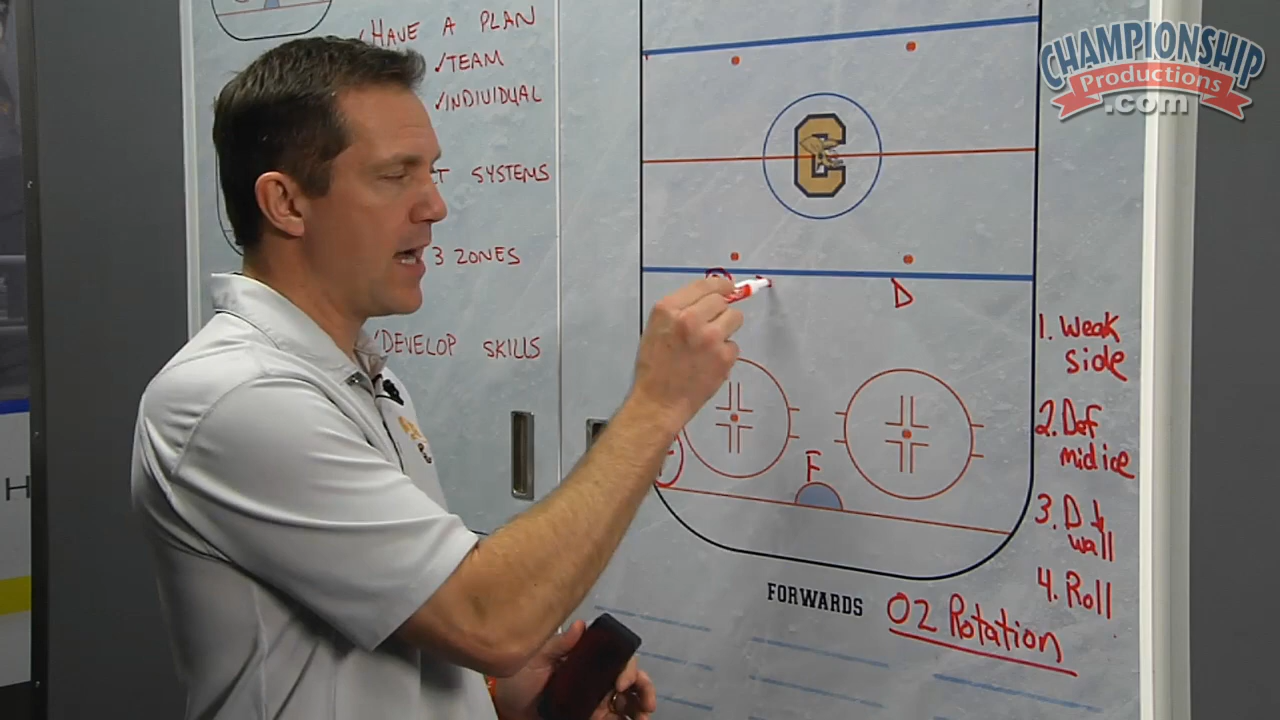 HAVE A PLAN
✓TEAM
✓INDIVIDUAL
T SYSTEMS
3 ZONES
DEVELOP SKILLS
CHAMPIONSHIP
Productions
.com
C
D
F
1. Weak
side
2. Def
mid ice
3. D ↓
wall
4. Roll
FORWARDS
OZ Rotation
H